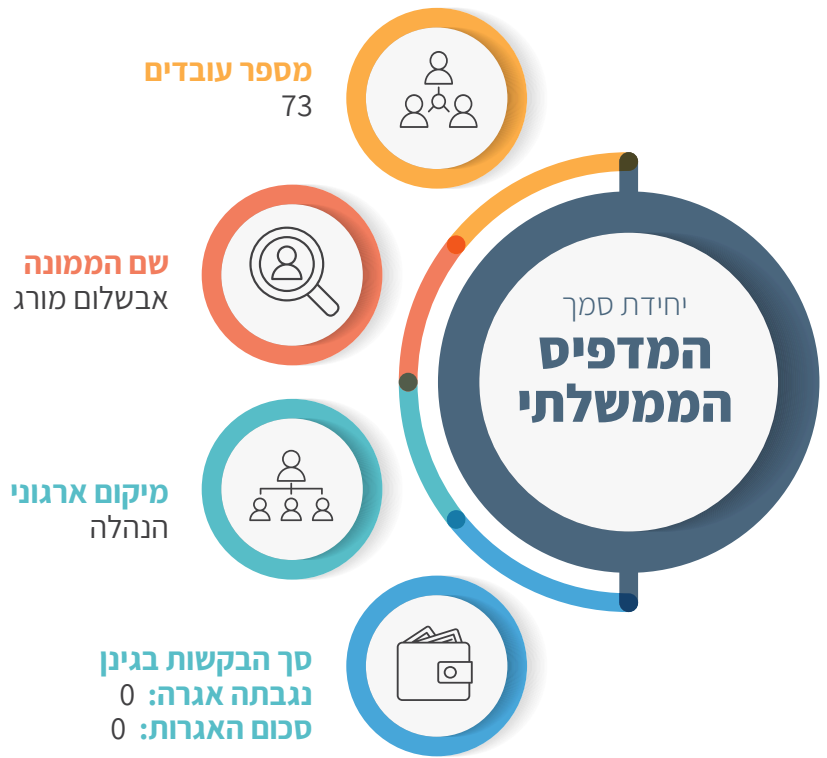 יחידת סמך
המדפיס
הממשלתי
מספר עובדים
73
שם הממונה
אבשלום מורג
מיקום ארגוני
הנהלה
סך הבקשות בגינן
נגבתה אגרה: 0
סכום האגרות: 0